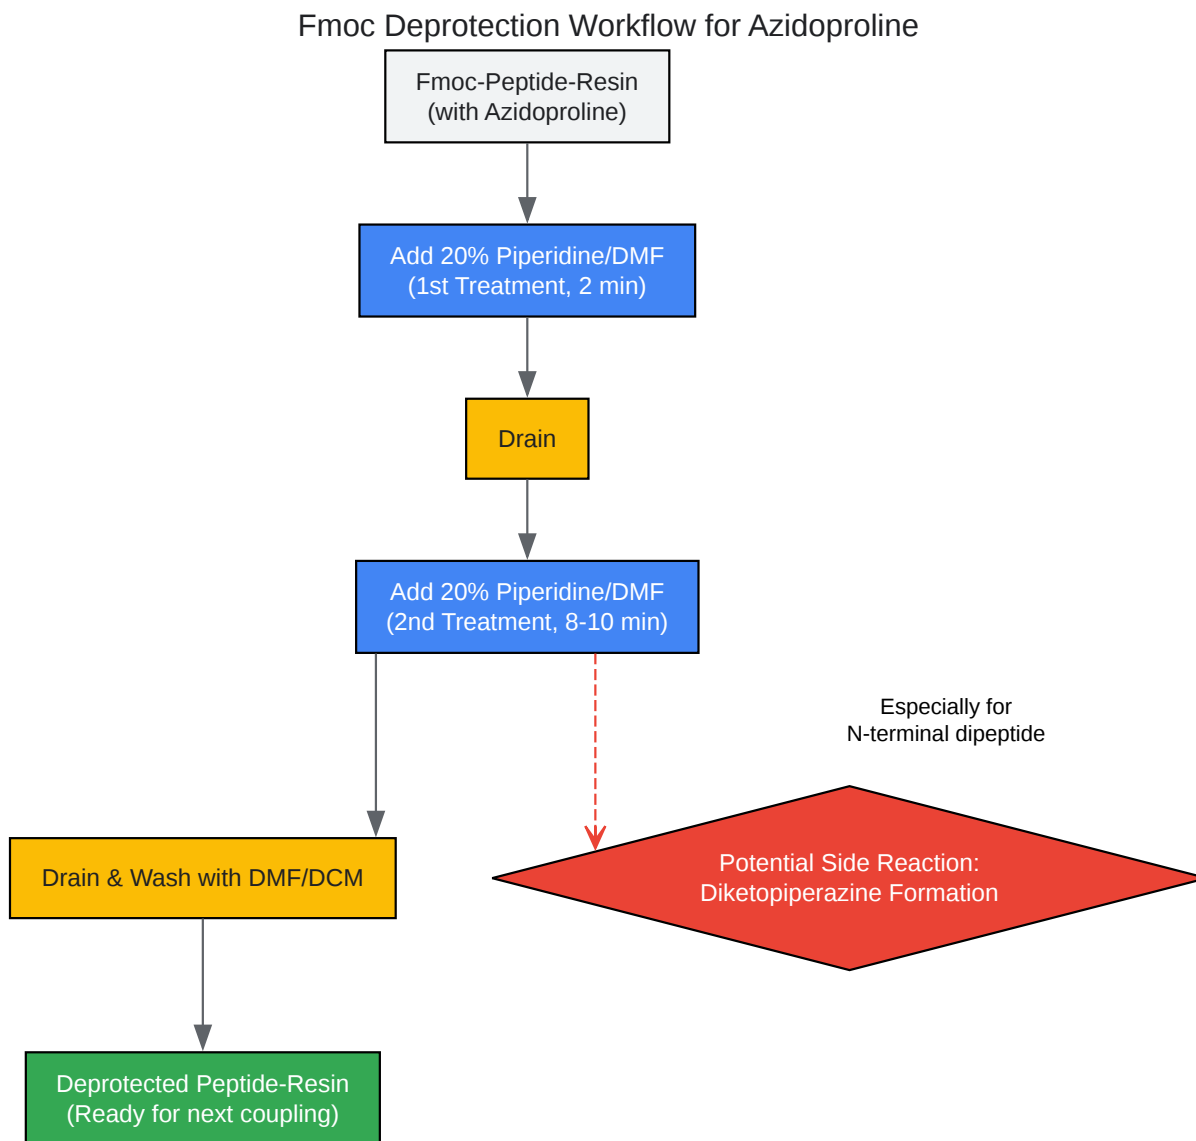 Fmoc Deprotection Workflow for Azidoproline
Fmoc-Peptide-Resin
(with Azidoproline)
Add 20% Piperidine/DMF
(1st Treatment, 2 min)
Drain
Add 20% Piperidine/DMF
(2nd Treatment, 8-10 min)
Especially for
N-terminal dipeptide
Drain & Wash with DMF/DCM
Potential Side Reaction:
Diketopiperazine Formation
Deprotected Peptide-Resin
(Ready for next coupling)